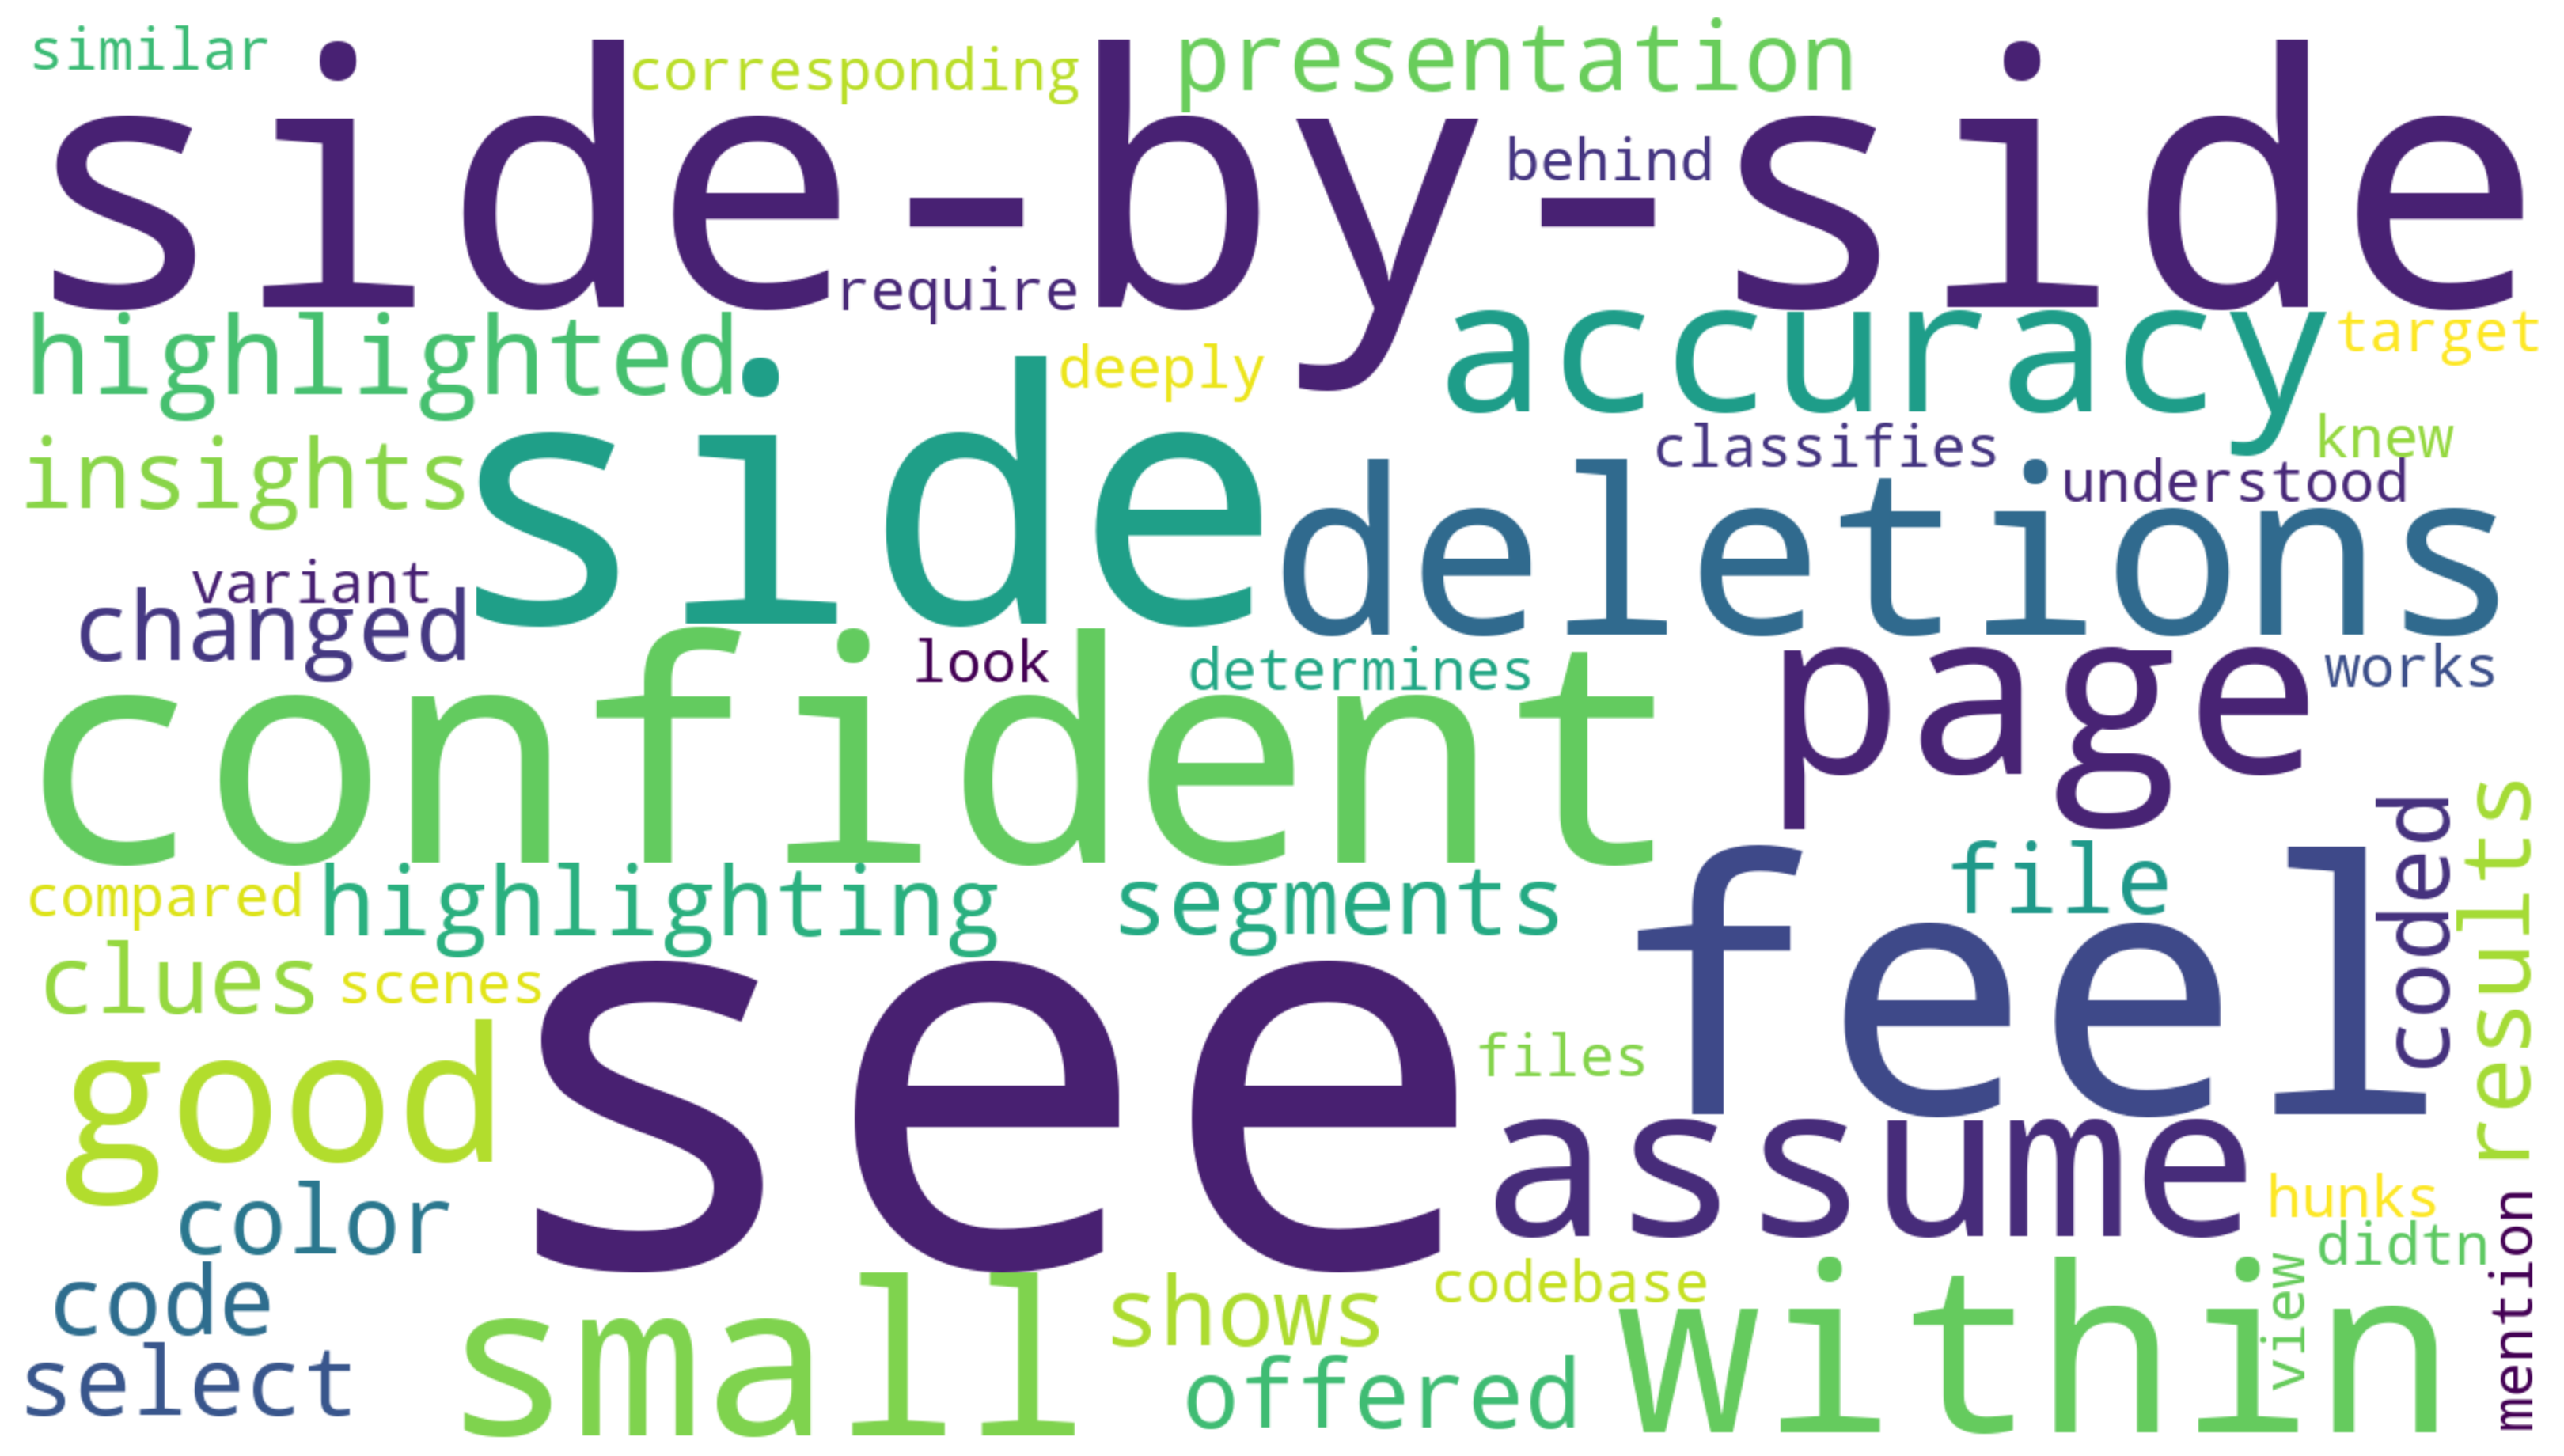 similar
corresponding
presentation
side-by-side
behind
require
highlighted
deeply
accuracy
target
insights
side
classifies
knew
understood
deletions
variant
changed
look
determines
page
works
confident
compared
highlighting
segments
file
coded
results
clues
scenes
see
feel
good
files
assume
color
hunks
didtn
mention
code
small
shows
codebase
within
view
select
offered